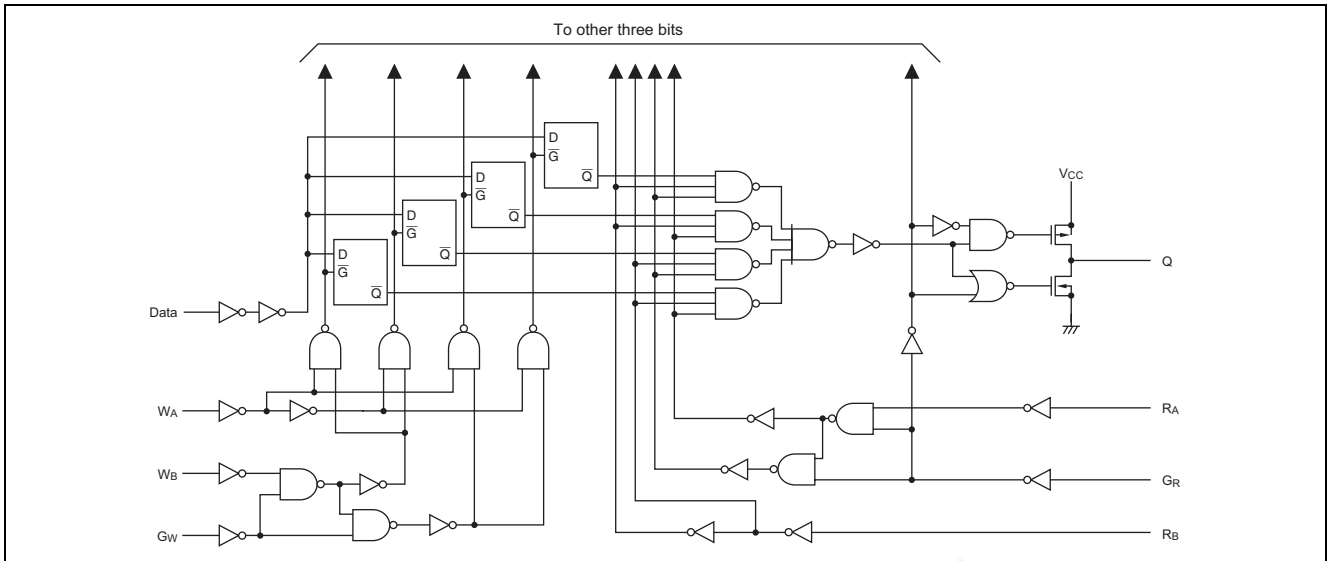 To other three bits
D
G
Q
D
G
Q
D
G
Q
D
G
Q
VCC
Q
Data
WA
RA
WB
GR
GW
RB